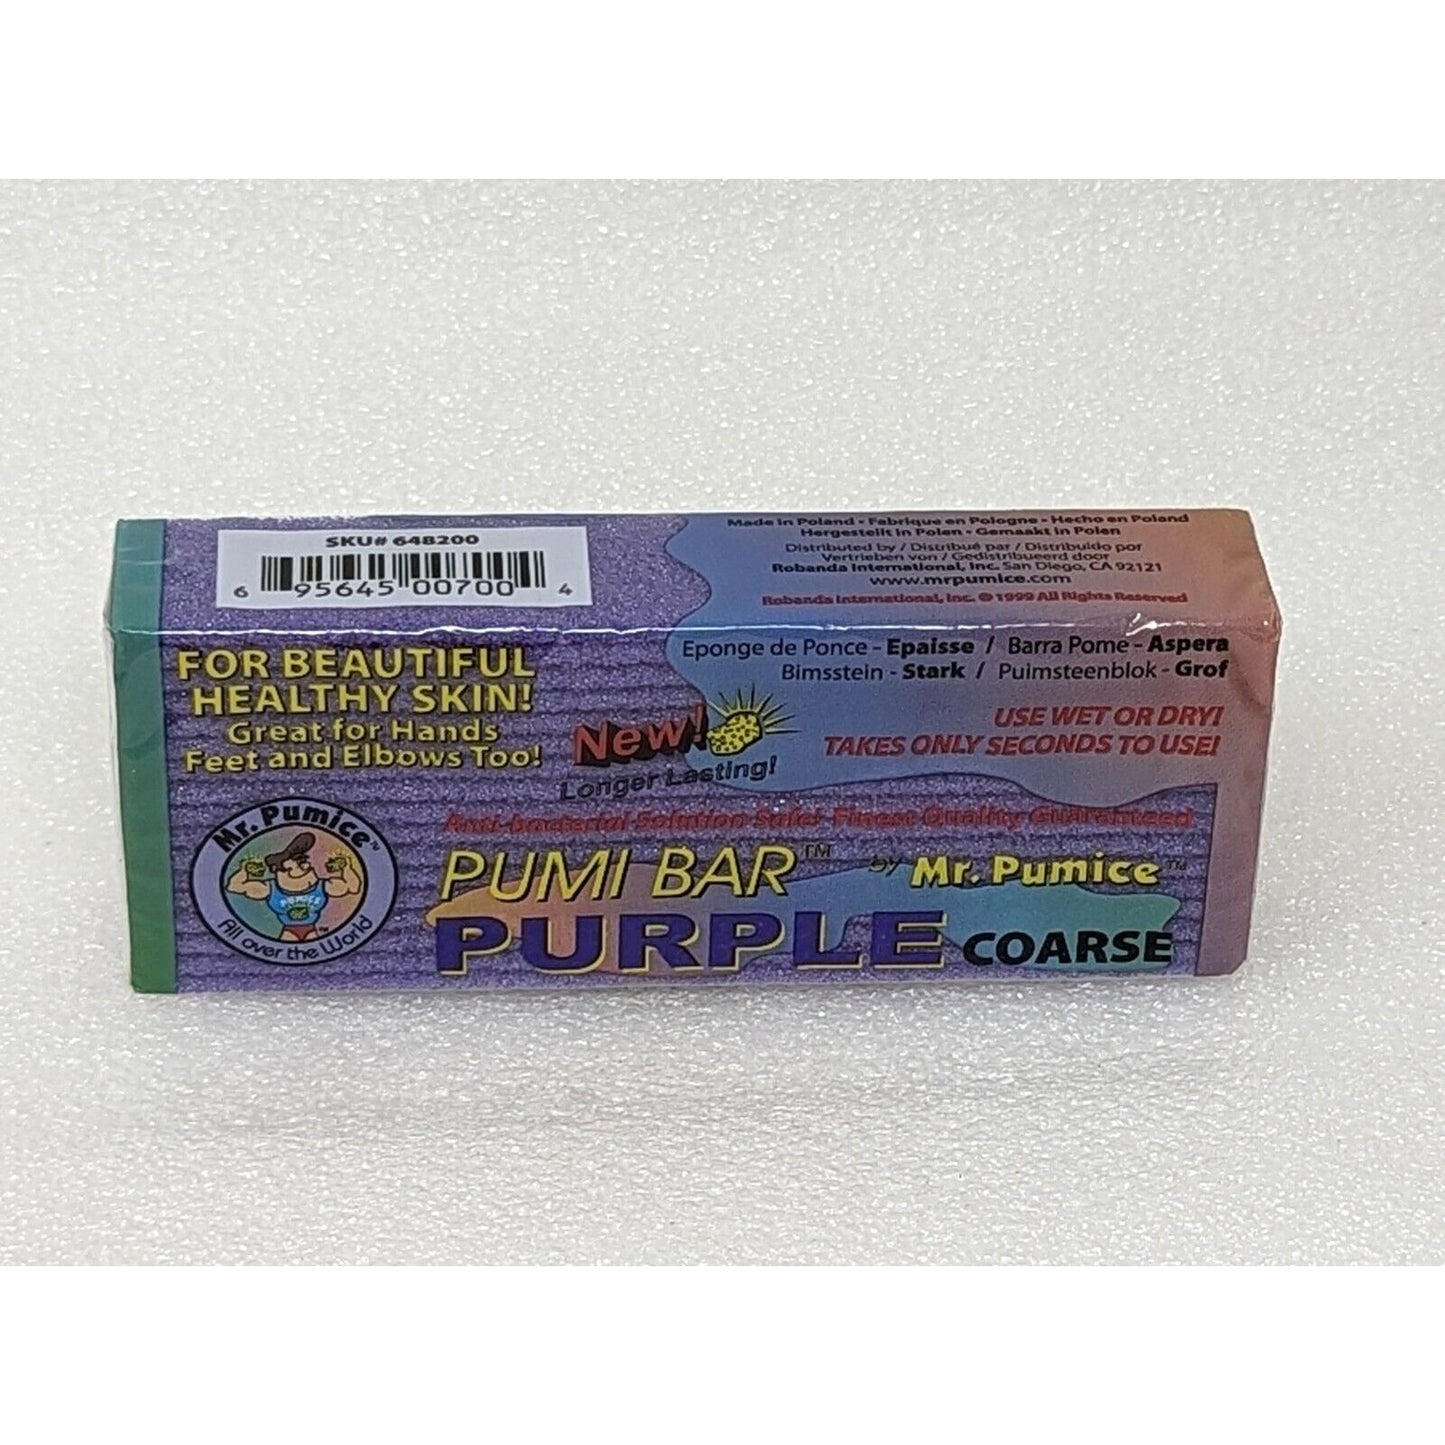 SKU# 648200
6 95645 00700 4
Made in Poland • Fabrique en Pologne • Hecho en Poland
Hergestellt in Polen • Gemaakt in Polen
Distributed by / Distribué par / Distribuido por
Vertrieben von / Gedistribueerd door
Robanda International, Inc. San Diego, CA 92121
www.mrpumice.com
Robanda International, Inc. © 1999 All Rights Reserved
FOR BEAUTIFUL
HEALTHY SKIN!
Great for Hands
Feet and Elbows Too!
Eponge de Ponce - Epaisse / Barra Pome - Aspera
Bimsstein - Stark / Puimsteenblok - Grof
New!
Longer Lasting!
USE WET OR DRY!
TAKES ONLY SECONDS TO USE!
Anti-bacterial Solution Safe! Finest Quality Guaranteed
Mr. Pumice™
PUMICE
All over the World
PUMI BAR™ by Mr. Pumice™
PURPLE COARSE